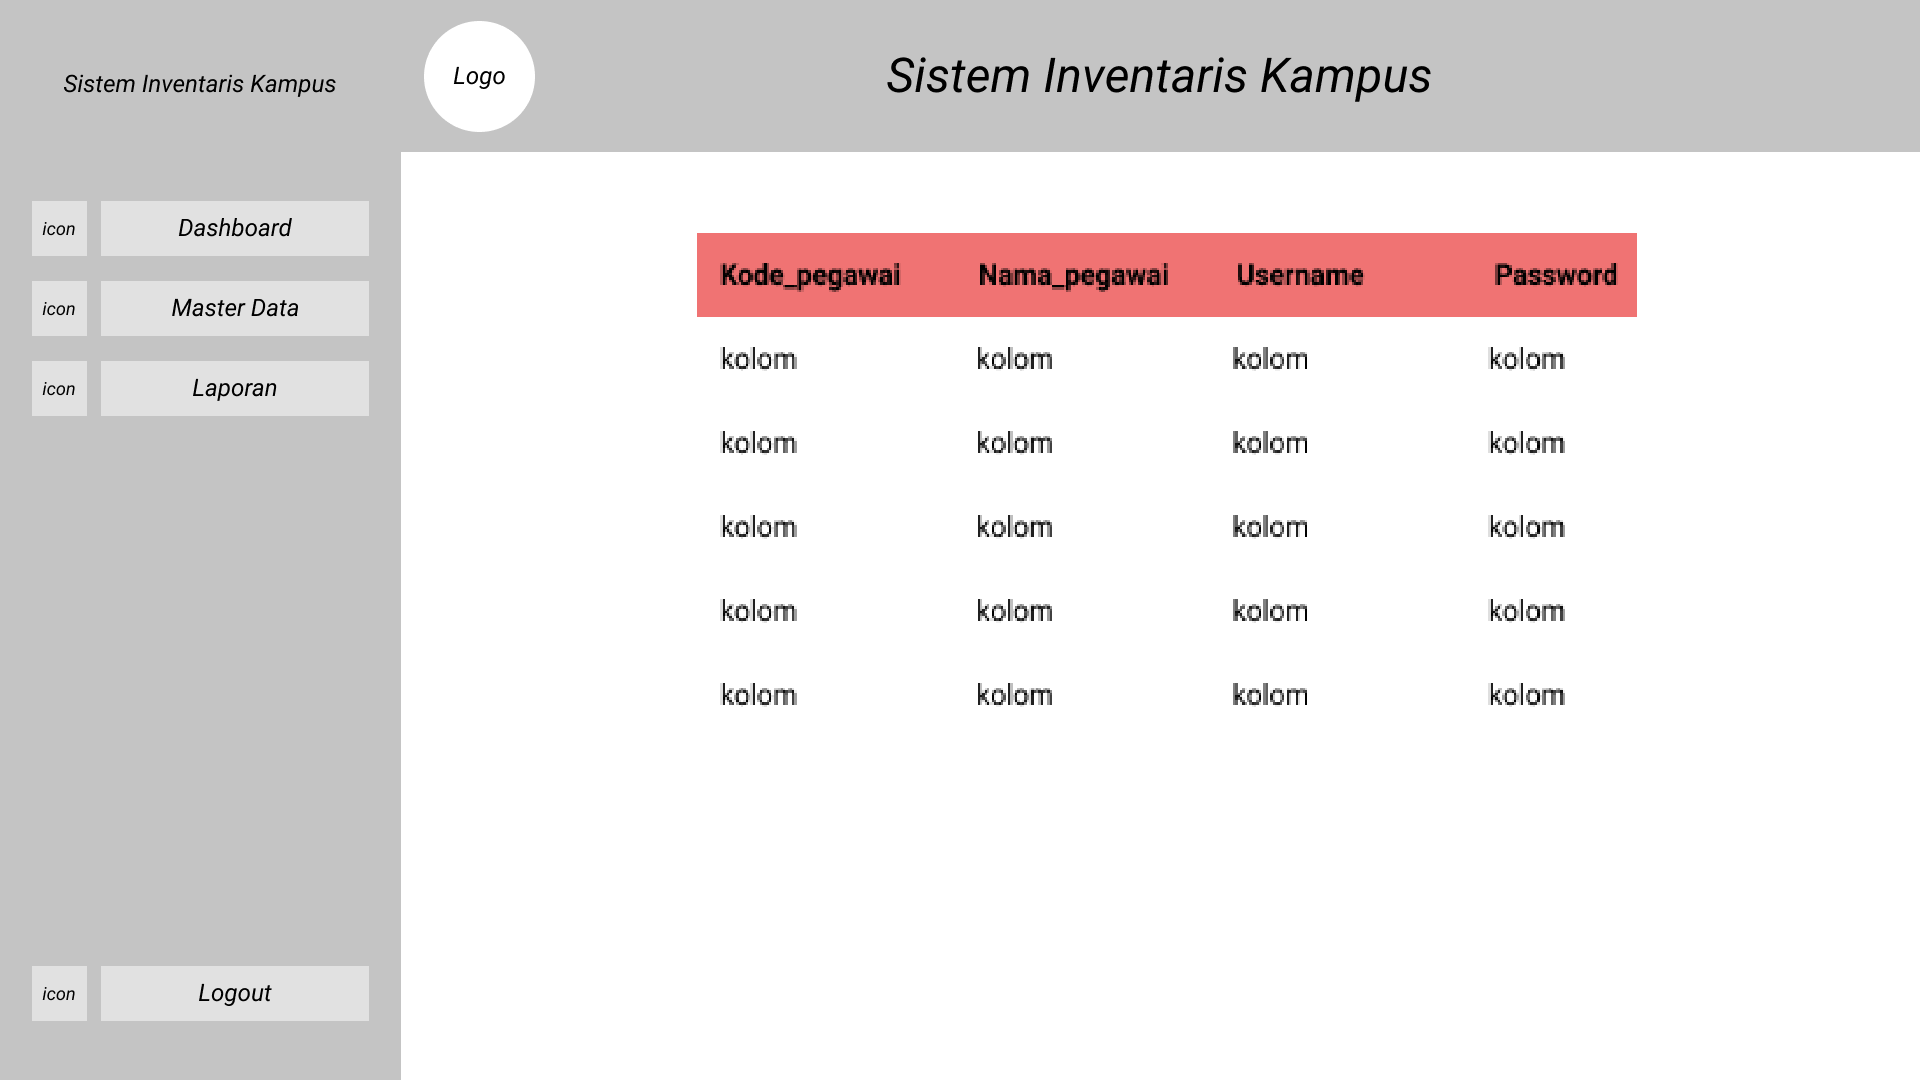 Sistem Inventaris Kampus
icon Dashboard
icon Master Data
icon Laporan
icon Logout
Logo
Sistem Inventaris Kampus
Kode_pegawai Nama_pegawai Username Password
kolom kolom kolom kolom
kolom kolom kolom kolom
kolom kolom kolom kolom
kolom kolom kolom kolom
kolom kolom kolom kolom